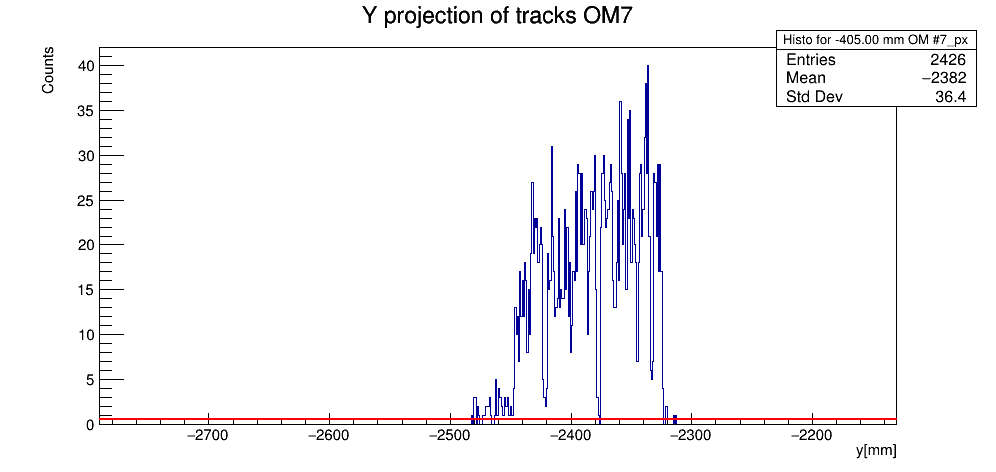 Y projection of tracks OM7
Histo for -405.00 mm OM #7_px
Entries 2426
Mean −2382
Std Dev 36.4
Counts
40
35
30
25
20
15
10
5
0
−2700 −2600 −2500 −2400 −2300 −2200
y[mm]